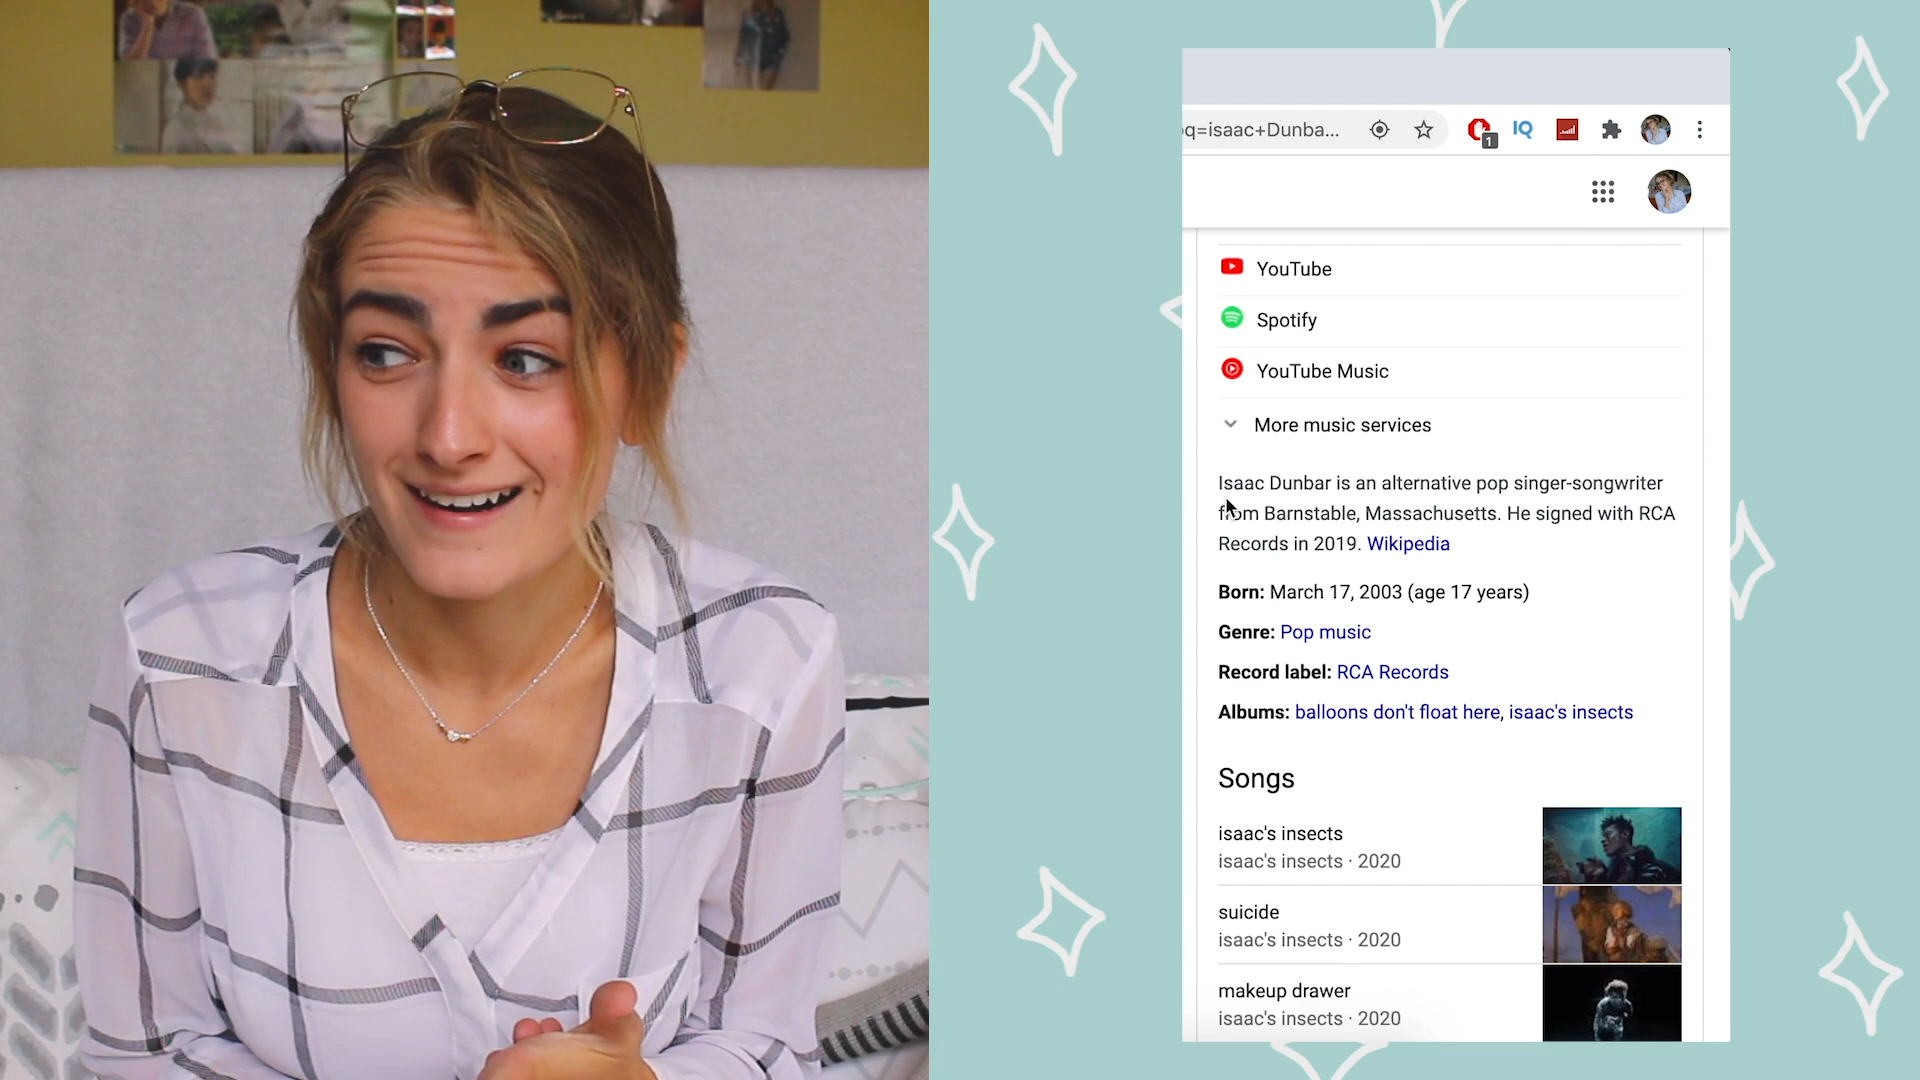 q=isaac+Dunba...
1
IQ
YouTube
Spotify
YouTube Music
More music services
Isaac Dunbar is an alternative pop singer-songwriter
from Barnstable, Massachusetts. He signed with RCA
Records in 2019. Wikipedia
Born: March 17, 2003 (age 17 years)
Genre: Pop music
Record label: RCA Records
Albums: balloons don't float here, isaac's insects
Songs
isaac's insects
isaac's insects · 2020
suicide
isaac's insects · 2020
makeup drawer
isaac's insects · 2020